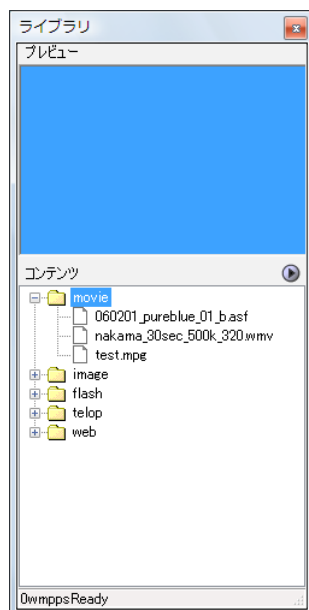 ライブラリ
プレビュー
コンテンツ
movie
060201_pureblue_01_b.asf
nakama_30sec_500k_320.wmv
test.mpg
image
flash
telop
web
0wmppsReady